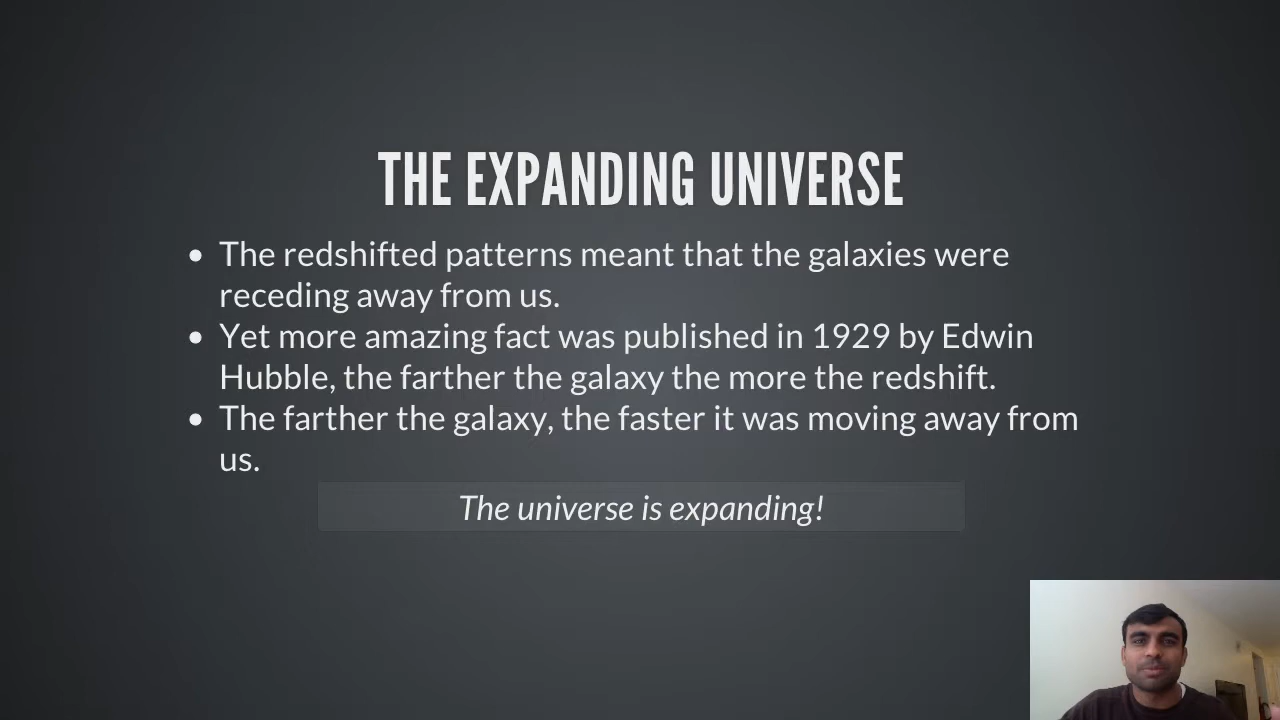 THE EXPANDING UNIVERSE
• The redshifted patterns meant that the galaxies were
receding away from us.
• Yet more amazing fact was published in 1929 by Edwin
Hubble, the farther the galaxy the more the redshift.
• The farther the galaxy, the faster it was moving away from
us.
The universe is expanding!